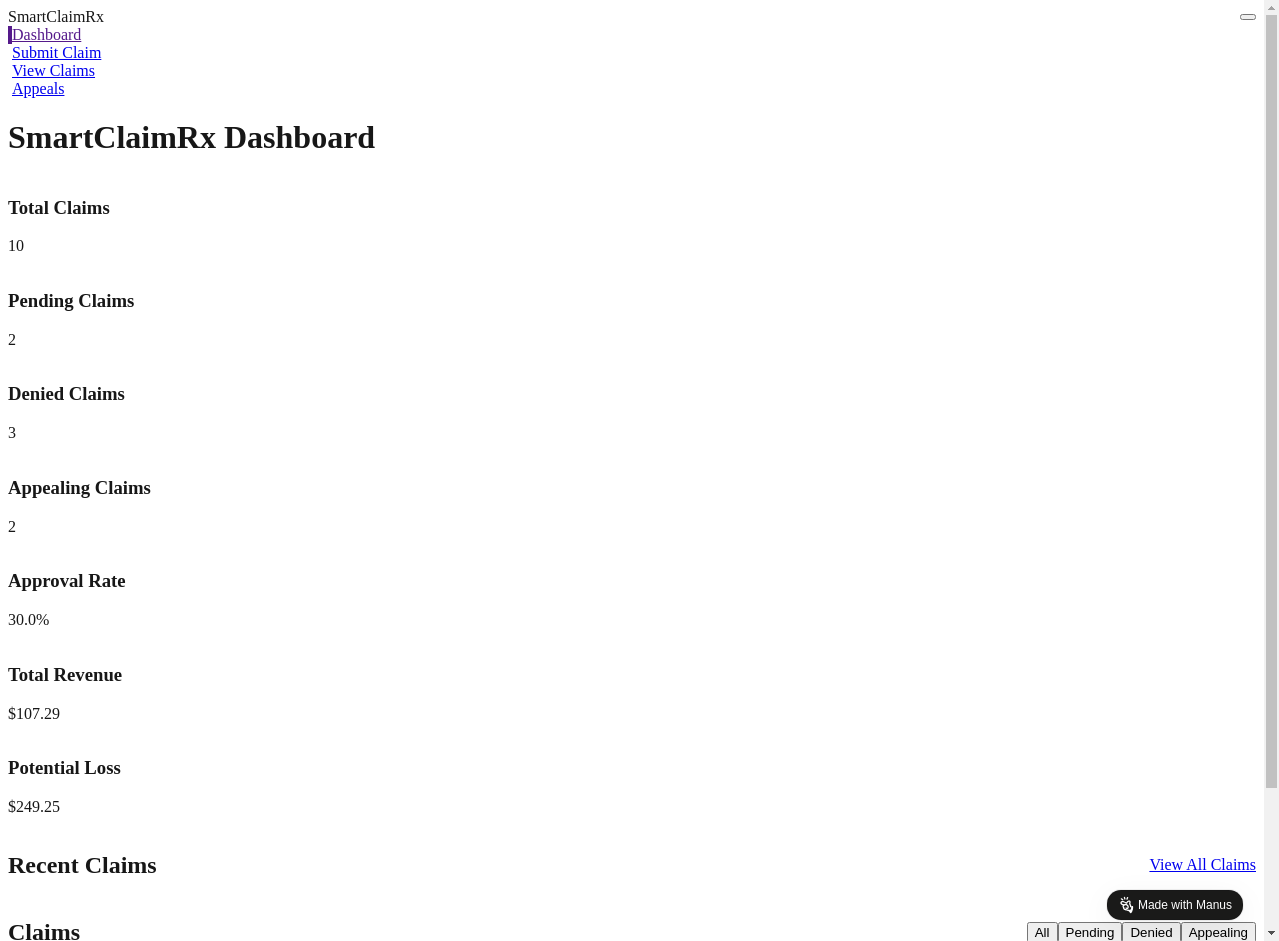 SmartClaimRx
Dashboard
Submit Claim
View Claims
Appeals
SmartClaimRx Dashboard
Total Claims
10
Pending Claims
2
Denied Claims
3
Appealing Claims
2
Approval Rate
30.0%
Total Revenue
$107.29
Potential Loss
$249.25
Recent Claims
View All Claims
Made with Manus
Claims
All Pending Denied Appealing